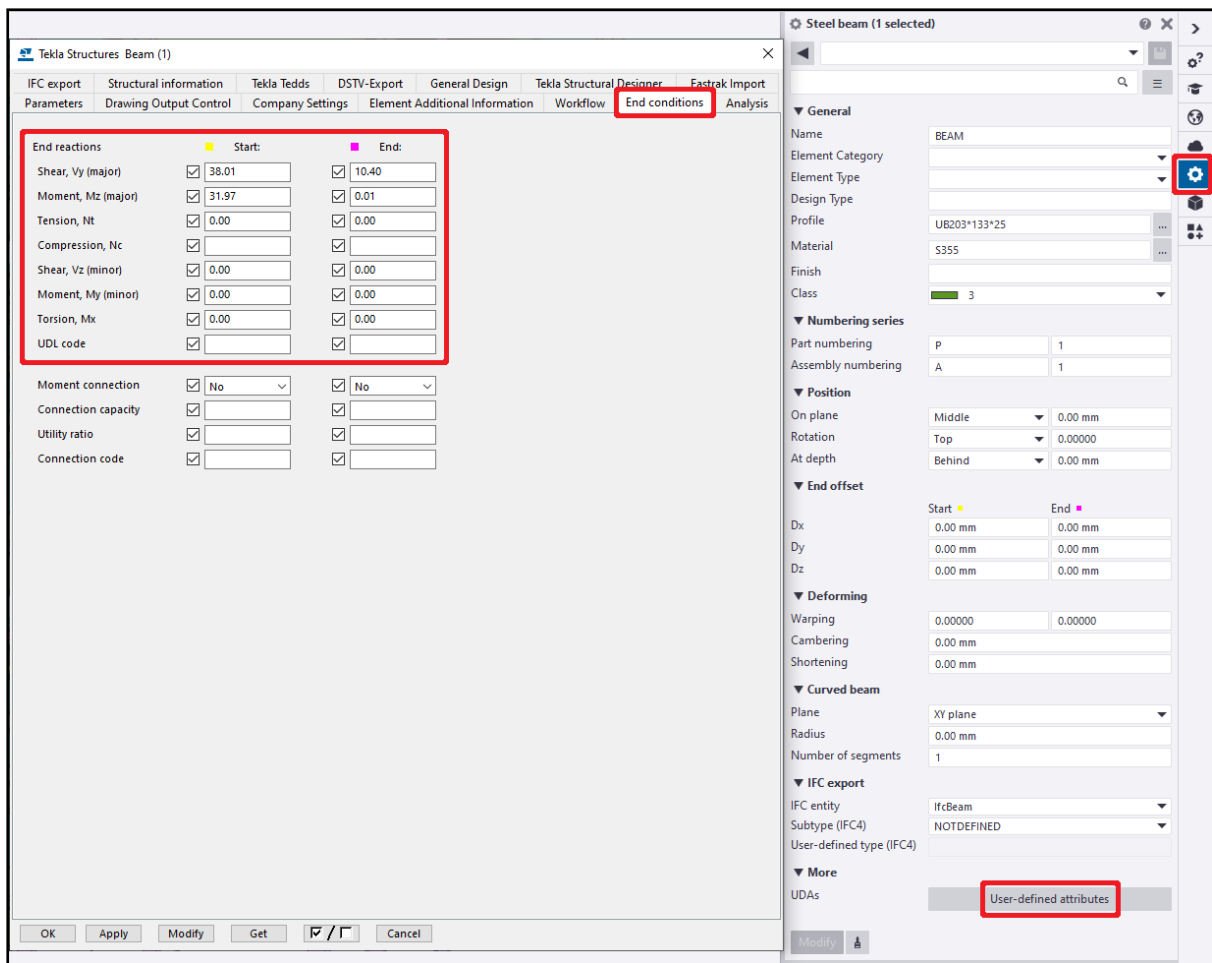 Tekla Structures Beam (1)
IFC export Structural information Tekla Tedds DSTV-Export General Design Tekla Structural Designer Fastrak Import
Parameters Drawing Output Control Company Settings Element Additional Information Workflow End conditions Analysis
End reactions Start: End:
Shear, Vy (major) 38.01 10.40
Moment, Mz (major) 31.97 0.01
Tension, Nt 0.00 0.00
Compression, Nc
Shear, Vz (minor) 0.00 0.00
Moment, My (minor) 0.00 0.00
Torsion, Mx 0.00 0.00
UDL code
Moment connection No No
Connection capacity
Utility ratio
Connection code
OK Apply Modify Get / Cancel
Steel beam (1 selected)
General
Name BEAM
Element Category
Element Type
Design Type
Profile UB203*133*25 ...
Material S355 ...
Finish
Class 3
Numbering series
Part numbering P 1
Assembly numbering A 1
Position
On plane Middle 0.00 mm
Rotation Top 0.00000
At depth Behind 0.00 mm
End offset
Start End
Dx 0.00 mm 0.00 mm
Dy 0.00 mm 0.00 mm
Dz 0.00 mm 0.00 mm
Deforming
Warping 0.00000 0.00000
Cambering 0.00 mm
Shortening 0.00 mm
Curved beam
Plane XY plane
Radius 0.00 mm
Number of segments 1
IFC export
IFC entity IfcBeam
Subtype (IFC4) NOTDEFINED
User-defined type (IFC4)
More
UDAs User-defined attributes
Modify